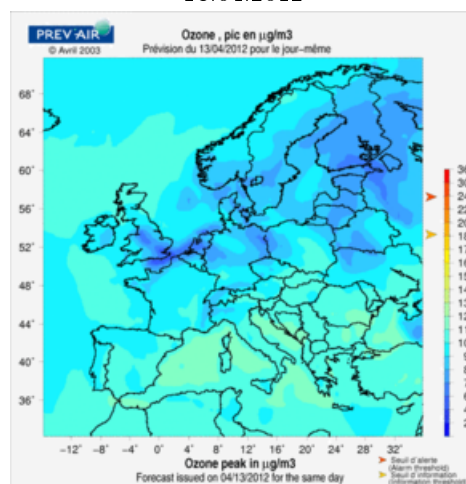 PREV'AIR
© Avril 2003
Ozone , pic en µg/m3
Prévision du 13/04/2012 pour le jour-même
68°
64°
60°
56°
52°
48°
44°
40°
36°
-12° -8° -4° 0° 4° 8° 12° 16° 20° 24° 28° 32°
Ozone peak in µg/m3
Forecast issued on 04/13/2012 for the same day
Seuil d'alerte
(Alarm threshold)
Seuil d'information
(Information threshold)